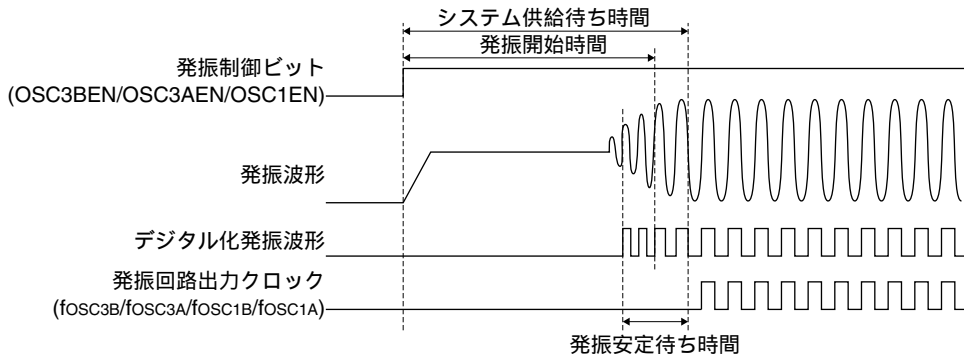 システム供給待ち時間
発振開始時間
発振制御ビット
(OSC3BEN/OSC3AEN/OSC1EN)
発振波形
デジタル化発振波形
発振回路出力クロック
(fOSC3B/fOSC3A/fOSC1B/fOSC1A)
発振安定待ち時間